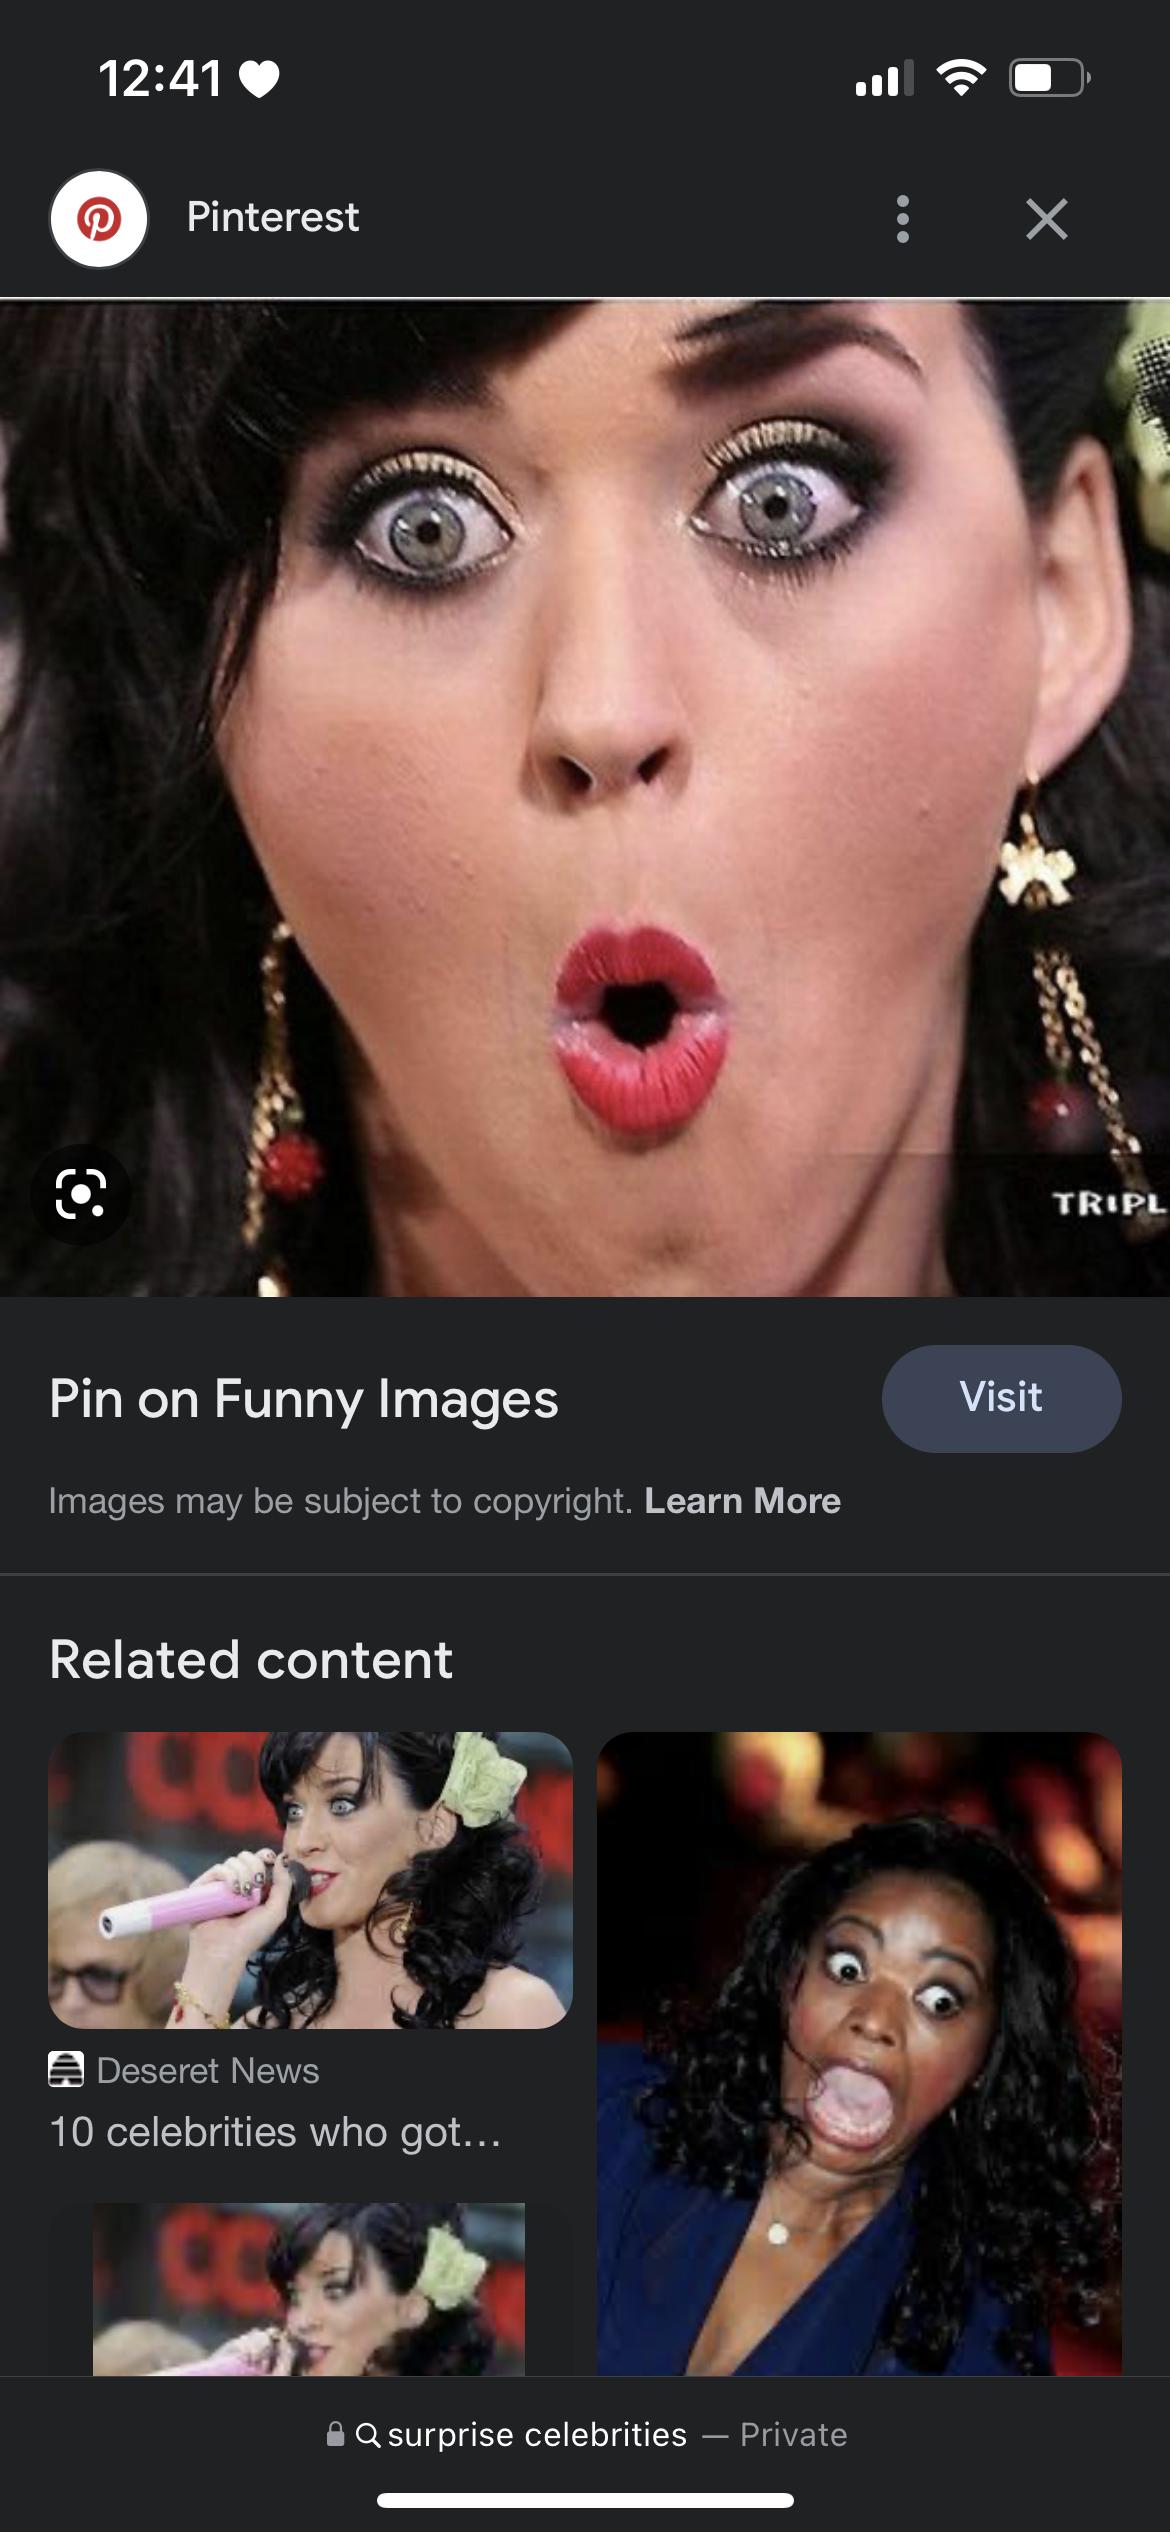 12:41
Pinterest
TRIPL
Pin on Funny Images
Visit
Images may be subject to copyright. Learn More
Related content
Deseret News
10 celebrities who got...
surprise celebrities — Private